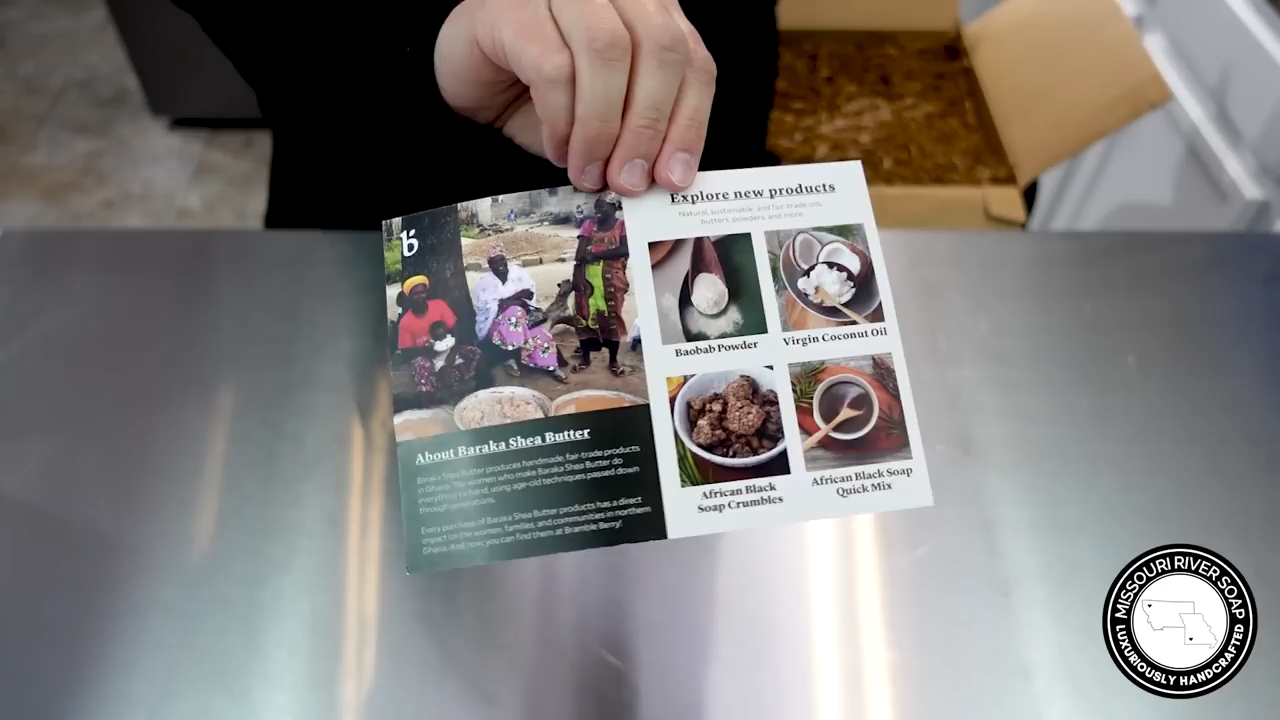 b
About Baraka Shea Butter
Baraka Shea Butter produces handmade, fair-trade products
in Ghana. The women who make Baraka Shea Butter do
everything by hand, using age-old techniques passed down
through generations.
Every purchase of Baraka Shea Butter products has a direct
impact on the women, families, and communities in northern
Ghana. And now, you can find them at Bramble Berry!
Explore new products
Natural, sustainable, and fair-trade oils,
butters, powders, and more.
Baobab Powder
Virgin Coconut Oil
African Black
Soap Crumbles
African Black Soap
Quick Mix
MISSOURI RIVER SOAP
LUXURIOUSLY HANDCRAFTED